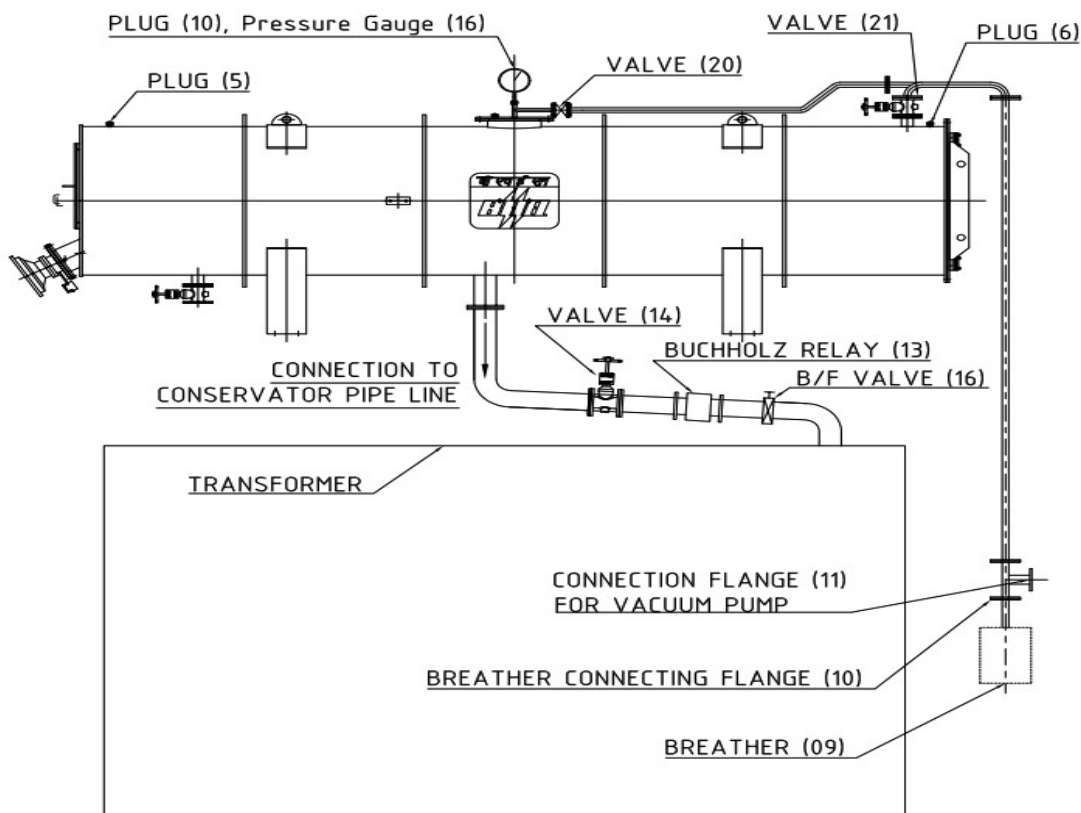 PLUG (10), Pressure Gauge (16)
VALVE (21)
PLUG (6)
PLUG (5)
VALVE (20)
VALVE (14)
BUCHHOLZ RELAY (13)
B/F VALVE (16)
CONNECTION TO
CONSERVATOR PIPE LINE
TRANSFORMER
CONNECTION FLANGE (11)
FOR VACUUM PUMP
BREATHER CONNECTING FLANGE (10)
BREATHER (09)